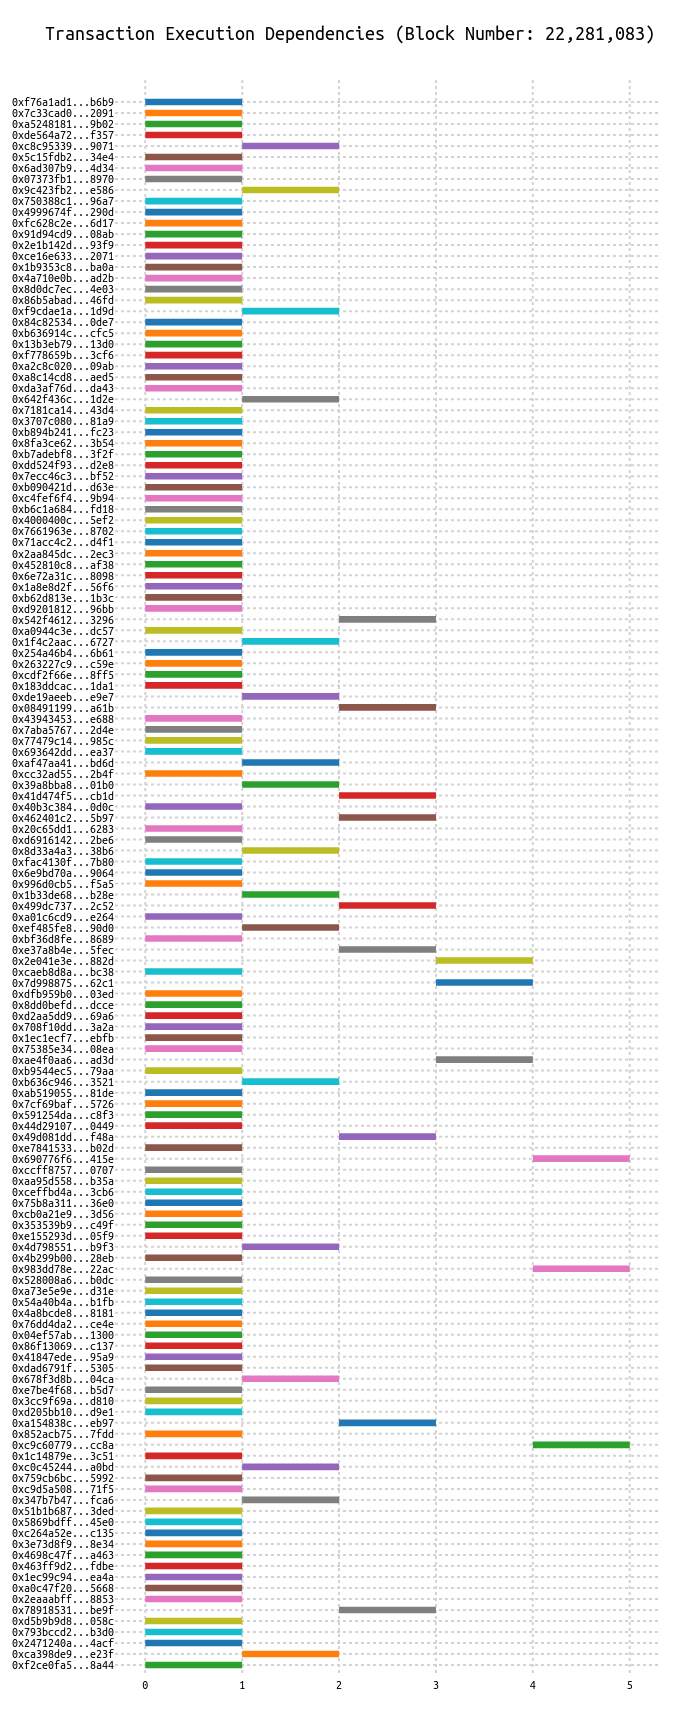 Transaction Execution Dependencies (Block Number: 22,281,083)
0xf76a1ad1...b6b9
0x7c33cad0...2091
0xa5248181...9b02
0xde564a72...f357
0xc8c95339...9071
0x5c15fdb2...34e4
0x6ad307b9...4d34
0x07373fb1...8970
0x9c423fb2...e586
0x750388c1...96a7
0x4999674f...290d
0xfc628c2e...6d17
0x91d94cd9...08ab
0x2e1b142d...93f9
0xce16e633...2071
0x1b9353c8...ba0a
0x4a710e0b...ad2b
0x8d0dc7ec...4e03
0x86b5abad...46fd
0xf9cdae1a...1d9d
0x84c82534...0de7
0xb636914c...cfc5
0x13b3eb79...13d0
0xf778659b...3cf6
0xa2c8c020...09ab
0xa8c14cd8...aed5
0xda3af76d...da43
0x642f436c...1d2e
0x7181ca14...43d4
0x3707c080...81a9
0xb894b241...fc23
0x8fa3ce62...3b54
0xb7adebf8...3f2f
0xdd524f93...d2e8
0x7ecc46c3...bf52
0xb090421d...d63e
0xc4fef6f4...9b94
0xb6c1a684...fd18
0x4000400c...5ef2
0x7661963e...8702
0x71acc4c2...d4f1
0x2aa845dc...2ec3
0x452810c8...af38
0x6e72a31c...8098
0x1a8e8d2f...56f6
0xb62d813e...1b3c
0xd9201812...96bb
0x542f4612...3296
0xa0944c3e...dc57
0x1f4c2aac...6727
0x254a46b4...6b61
0x263227c9...c59e
0xcdf2f66e...8ff5
0x183ddcac...1da1
0xde19aeeb...e9e7
0x08491199...a61b
0x43943453...e688
0x7aba5767...2d4e
0x77479c14...985c
0x693642dd...ea37
0xaf47aa41...bd6d
0xcc32ad55...2b4f
0x39a8bba8...01b0
0x41d474f5...cb1d
0x40b3c384...0d0c
0x462401c2...5b97
0x20c65dd1...6283
0xd6916142...2be6
0x8d33a4a3...38b6
0xfac4130f...7b80
0x6e9bd70a...9064
0x996d0cb5...f5a5
0x1b33de68...b28e
0x499dc737...2c52
0xa01c6cd9...e264
0xef485fe8...90d0
0xbf36d8fe...8689
0xe37a8b4e...5fec
0x2e041e3e...882d
0xcaeb8d8a...bc38
0x7d998875...62c1
0xdfb959b0...03ed
0x8dd0befd...dcce
0xd2aa5dd9...69a6
0x708f10dd...3a2a
0x1ec1ecf7...ebfb
0x75385e34...08ea
0xae4f0aa6...ad3d
0xb9544ec5...79aa
0xb636c946...3521
0xab519055...81de
0x7cf69baf...5726
0x591254da...c8f3
0x44d29107...0449
0x49d081dd...f48a
0xe7841533...b02d
0x690776f6...415e
0xccff8757...0707
0xaa95d558...b35a
0xceffbd4a...3cb6
0x75b8a311...36e0
0xcb0a21e9...3d56
0x353539b9...c49f
0xe155293d...05f9
0x4d798551...b9f3
0x4b299b00...28eb
0x983dd78e...22ac
0x528008a6...b0dc
0xa73e5e9e...d31e
0x54a40b4a...b1fb
0x4a8bcde8...8181
0x76dd4da2...ce4e
0x04ef57ab...1300
0x86f13069...c137
0x41847ede...95a9
0xdad6791f...5305
0x678f3d8b...04ca
0xe7be4f68...b5d7
0x3cc9f69a...d810
0xd205bb10...d9e1
0xa154838c...eb97
0x852acb75...7fdd
0xc9c60779...cc8a
0x1c14879e...3c51
0xc0c45244...a0bd
0x759cb6bc...5992
0xc9d5a508...71f5
0x347b7b47...fca6
0x51b1b687...3ded
0x5869bdff...45e0
0xc264a52e...c135
0x3e73d8f9...8e34
0x4698c47f...a463
0x463ff9d2...fdbe
0x1ec99c94...ea4a
0xa0c47f20...5668
0x2eaaabff...8853
0x78918531...be9f
0xd5b9b9d8...058c
0x793bccd2...b3d0
0x2471240a...4acf
0xca398de9...e23f
0xf2ce0fa5...8a44
0 1 2 3 4 5